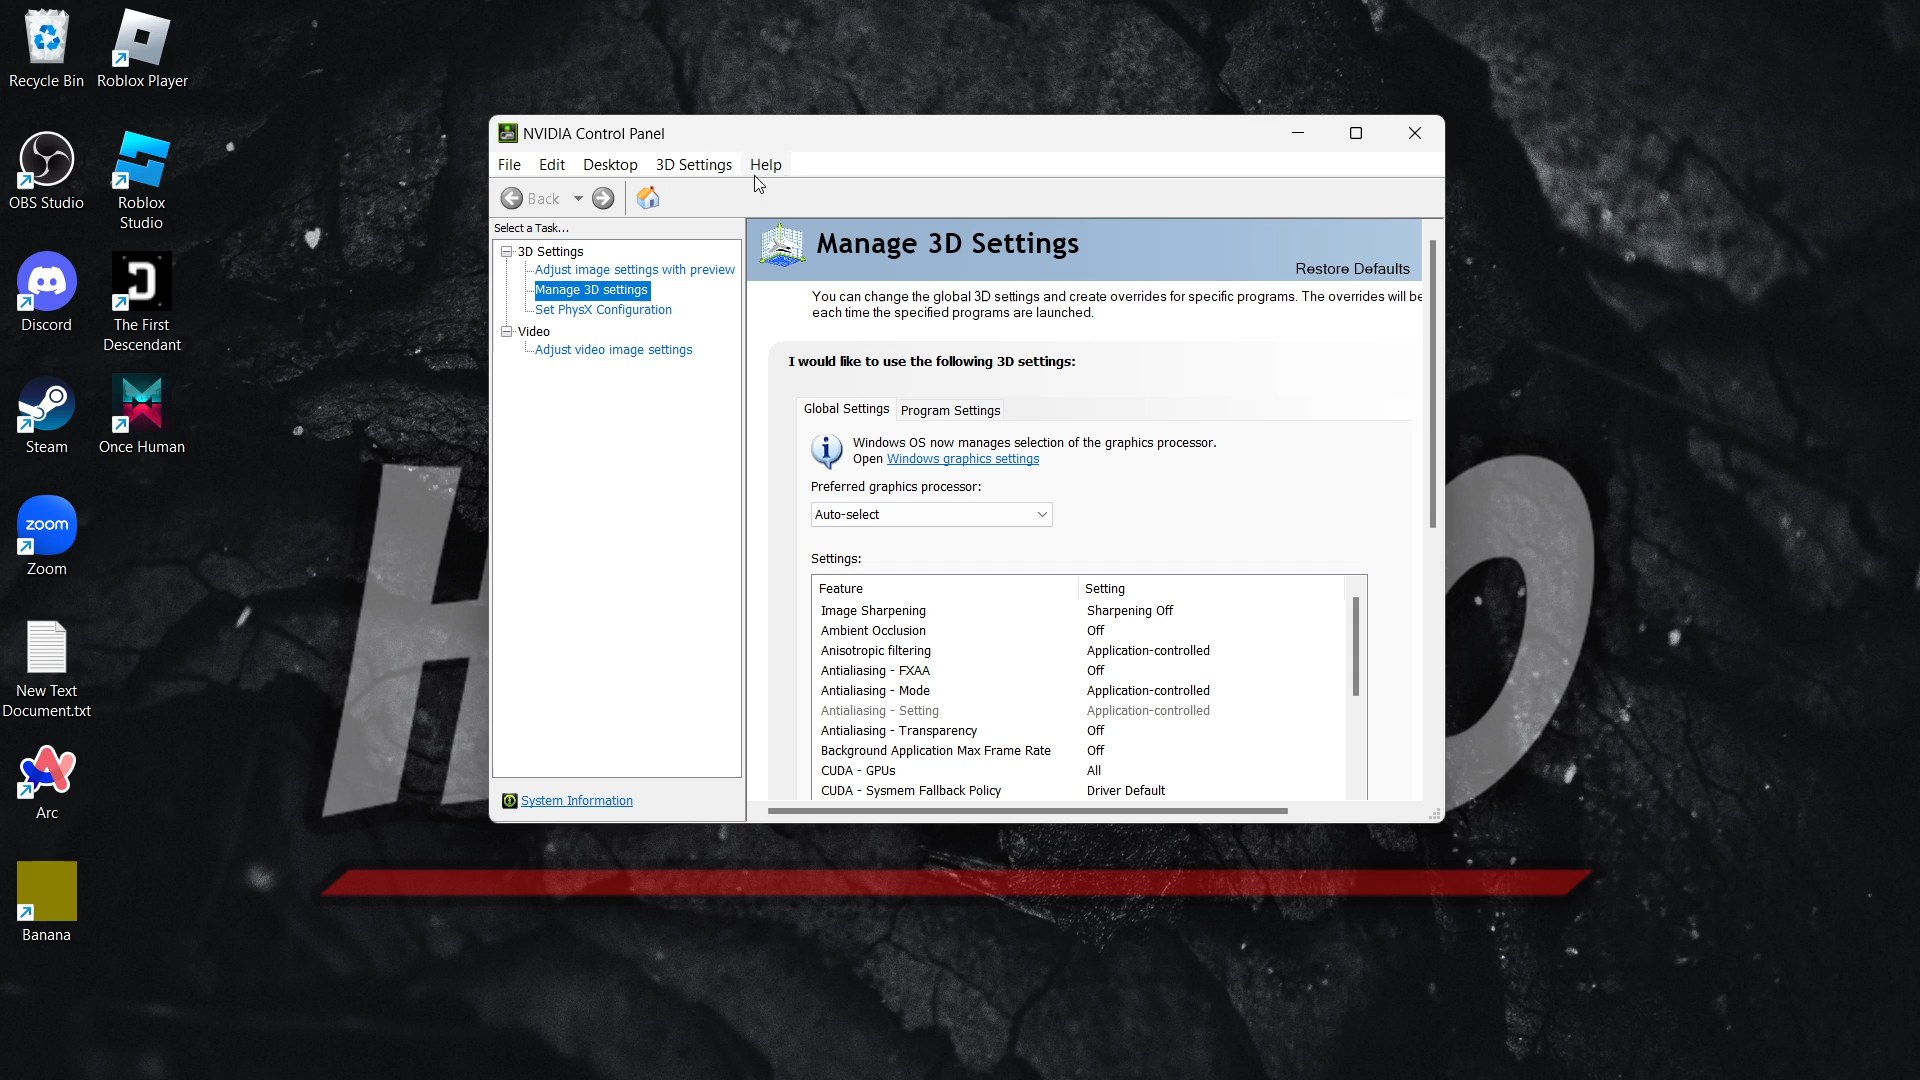 Recycle Bin
Roblox Player
OBS Studio
Roblox
Studio
Discord
The First
Descendant
Steam
Once Human
zoom
Zoom
New Text
Document.txt
Arc
Banana
NVIDIA Control Panel
File Edit Desktop 3D Settings Help
Back
Select a Task...
3D Settings
Adjust image settings with preview
Manage 3D settings
Set PhysX Configuration
Video
Adjust video image settings
System Information
Manage 3D Settings
Restore Defaults
You can change the global 3D settings and create overrides for specific programs. The overrides will be
each time the specified programs are launched.
I would like to use the following 3D settings:
Global Settings Program Settings
Windows OS now manages selection of the graphics processor.
Open Windows graphics settings
Preferred graphics processor:
Auto-select
Settings:
Feature Setting
Image Sharpening Sharpening Off
Ambient Occlusion Off
Anisotropic filtering Application-controlled
Antialiasing - FXAA Off
Antialiasing - Mode Application-controlled
Antialiasing - Setting Application-controlled
Antialiasing - Transparency Off
Background Application Max Frame Rate Off
CUDA - GPUs All
CUDA - Sysmem Fallback Policy Driver Default